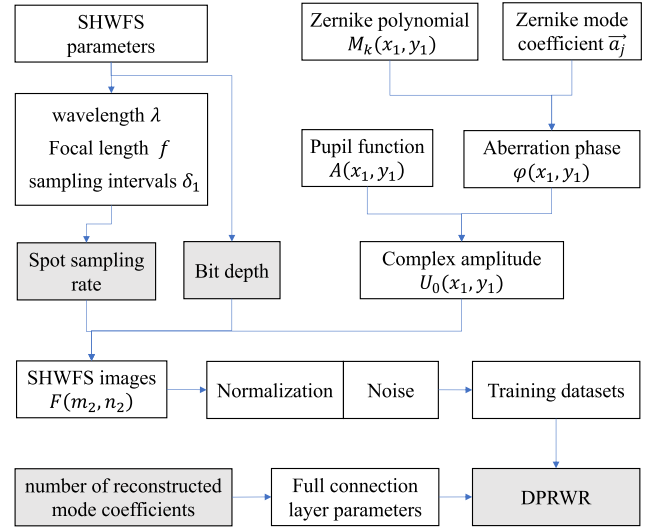 SHWFS
parameters
Zernike polynomial
M_k(x_1, y_1)
Zernike mode
coefficient \vec{a_j}
wavelength λ
Focal length f
sampling intervals δ_1
Pupil function
A(x_1, y_1)
Aberration phase
φ(x_1, y_1)
Spot sampling
rate
Bit depth
Complex amplitude
U_0(x_1, y_1)
SHWFS images
F(m_2, n_2)
Normalization
Noise
Training datasets
number of reconstructed
mode coefficients
Full connection
layer parameters
DPRWR